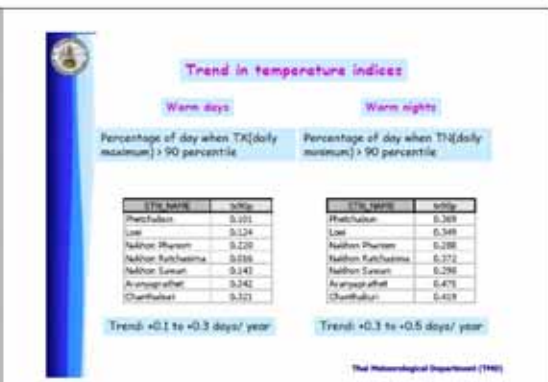 Trend in temperature indices
Warm days
Percentage of day when TX(daily
maximum) > 90 percentile
STN_NAME
Phetchabun 0.101
Loei 0.124
Nakhon Phanom 0.220
Nakhon Ratchasima
Nakhon Sawan 0.143
Aranyaprathet 0.242
Chanthaburi 0.321
Trend: +0.1 to +0.3 days/ year
Warm nights
Percentage of day when TN(daily
minimum) > 90 percentile
STN_NAME
Phetchabun 0.369
Loei 0.349
Nakhon Phanom 0.288
Nakhon Ratchasima 0.372
Nakhon Sawan 0.298
Aranyaprathet 0.475
Chanthaburi 0.419
Trend: +0.3 to +0.5 days/ year
Thai Meteorological Department (TMD)